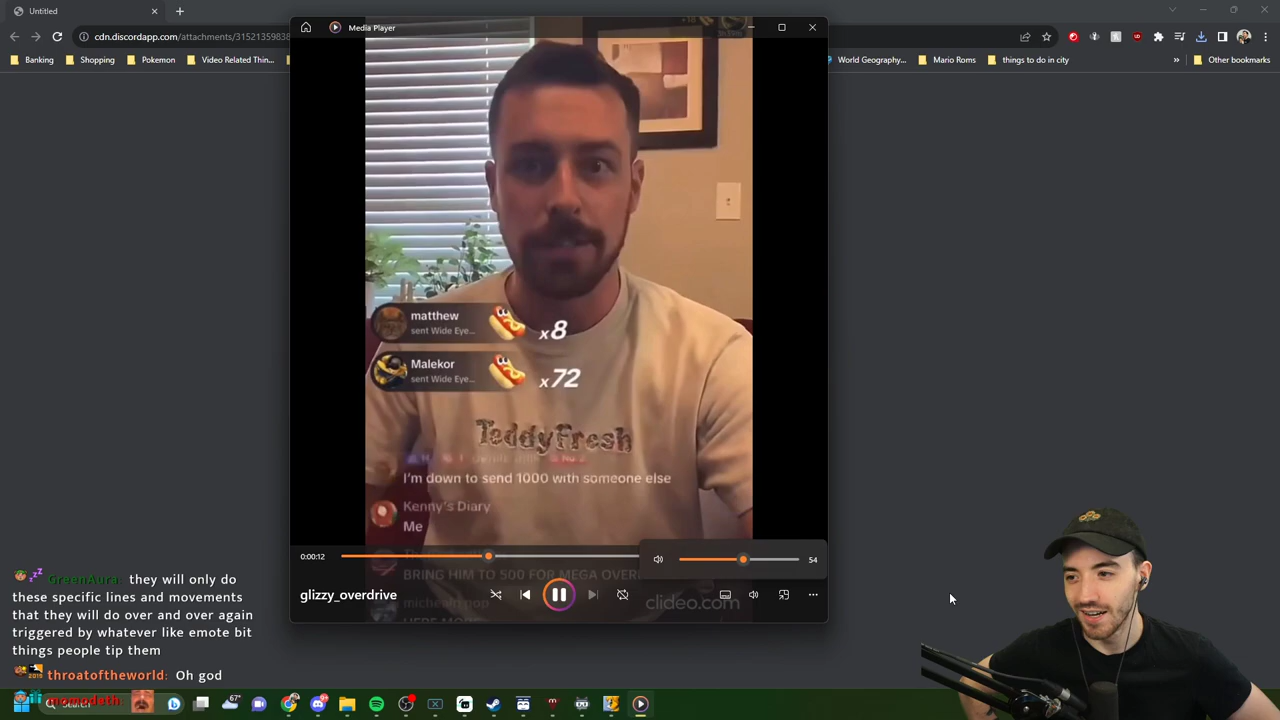 Untitled
cdn.discordapp.com/attachments/31521359838
Banking
Shopping
Pokemon
Video Related Thin...
World Geography...
Mario Roms
things to do in city
Other bookmarks
Media Player
matthew
sent Wide Eye...
x8
Malekor
sent Wide Eye...
x72
TeddyFresh
I'm down to send 1000 with someone else
Kenny's Diary
Me
BRING HIM TO 500 FOR MEGA OVER
0:00:12
54
glizzy_overdrive
clideo.com
GreenAura: they will only do
these specific lines and movements
that they will do over and over again
triggered by whatever like emote bit
things people tip them
throatoftheworld: Oh god
momodeth:
Search
67°